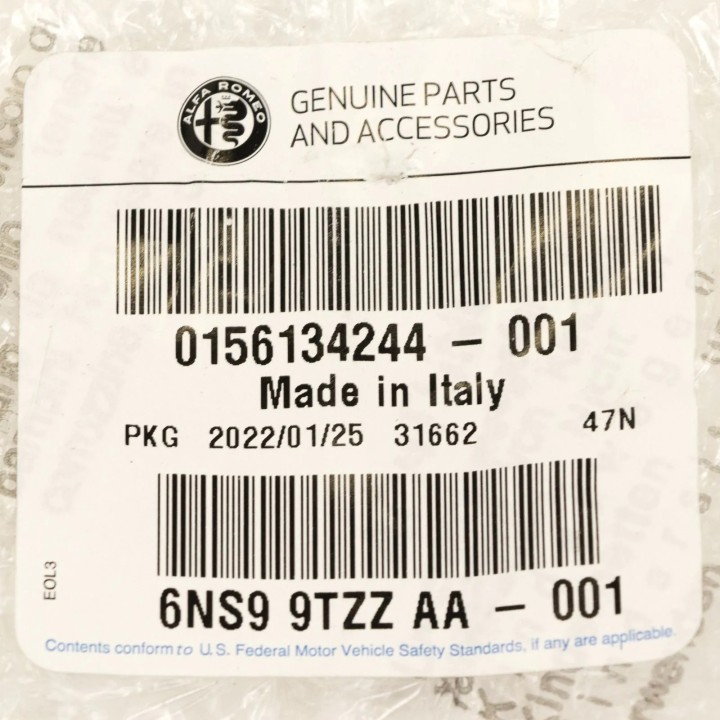 ALFA ROMEO
GENUINE PARTS
AND ACCESSORIES
0156134244 - 001
Made in Italy
PKG 2022/01/25 31662 47N
EOL3
6NS9 9TZZ AA - 001
Contents conform to U.S. Federal Motor Vehicle Safety Standards, if any are applicable.